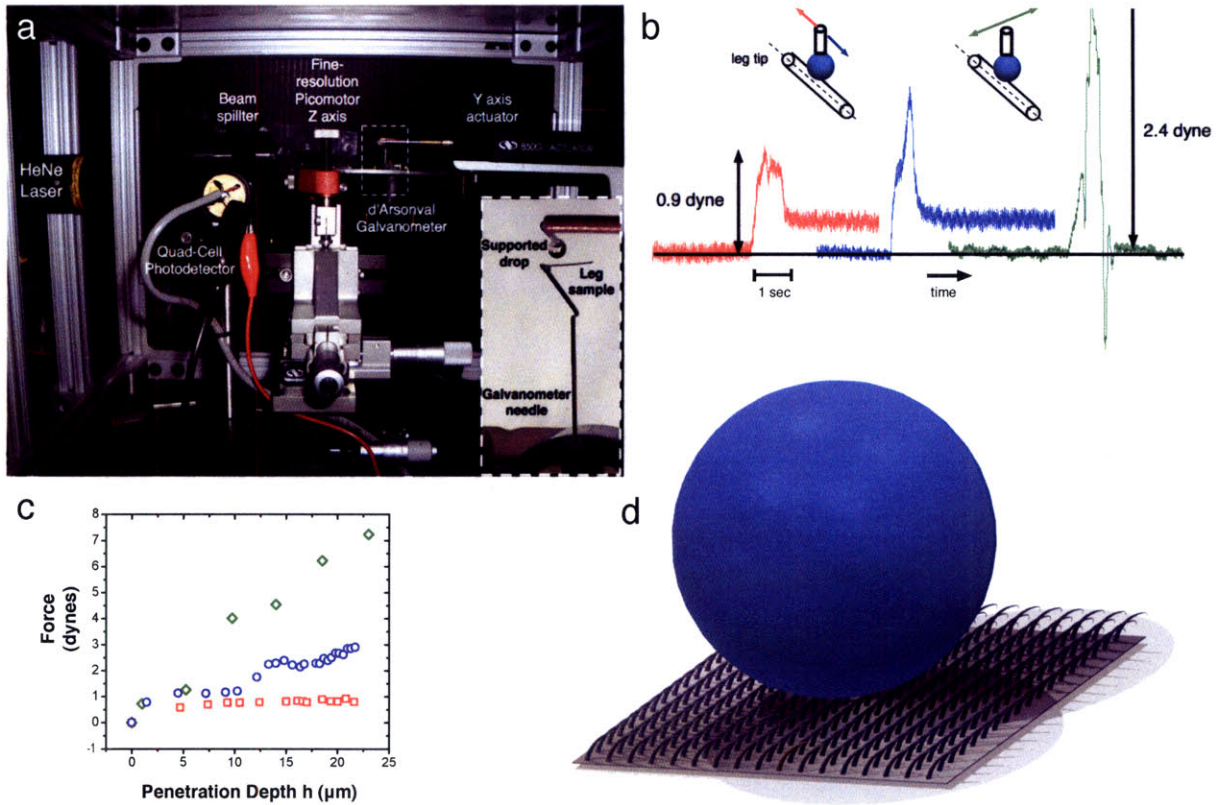 a
Fine-
resolution
Picomotor
Z axis
Beam
spillter
Y axis
actuator
HeNe
Laser
d'Arsonval
Galvanometer
Quad-Cell
Photodetector
Supported
drop
Leg
sample
Galvanometer
needle
b
leg tip
2.4 dyne
0.9 dyne
1 sec
time
c
8
7
6
5
4
3
2
1
0
-1
Force
(dynes)
0
5
10
15
20
25
Penetration Depth h (µm)
d